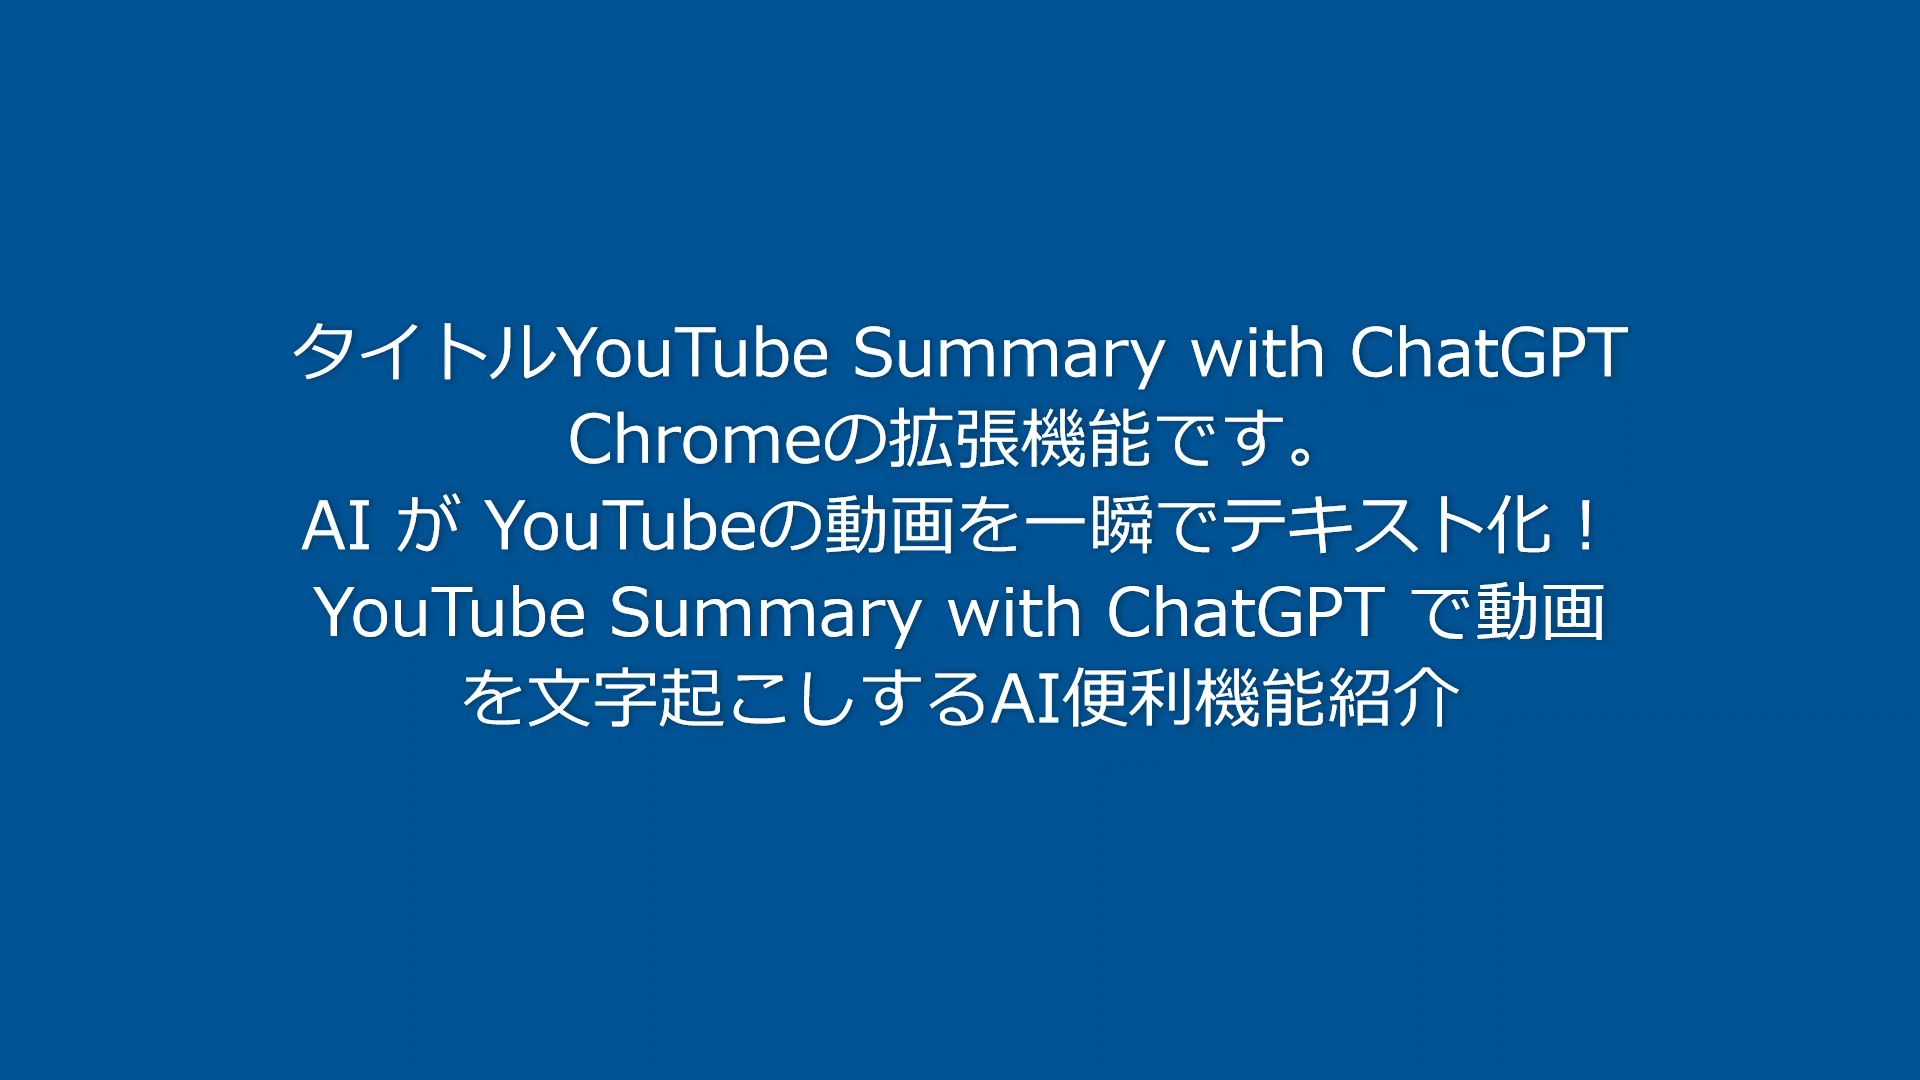 タイトルYouTube Summary with ChatGPT
Chromeの拡張機能です。
AI が YouTubeの動画を一瞬でテキスト化！
YouTube Summary with ChatGPT で動画
を文字起こしするAI便利機能紹介